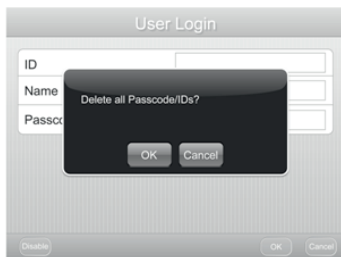 User Login
ID
Name
Passco
Delete all Passcode/IDs?
OK Cancel
Disable OK Cancel